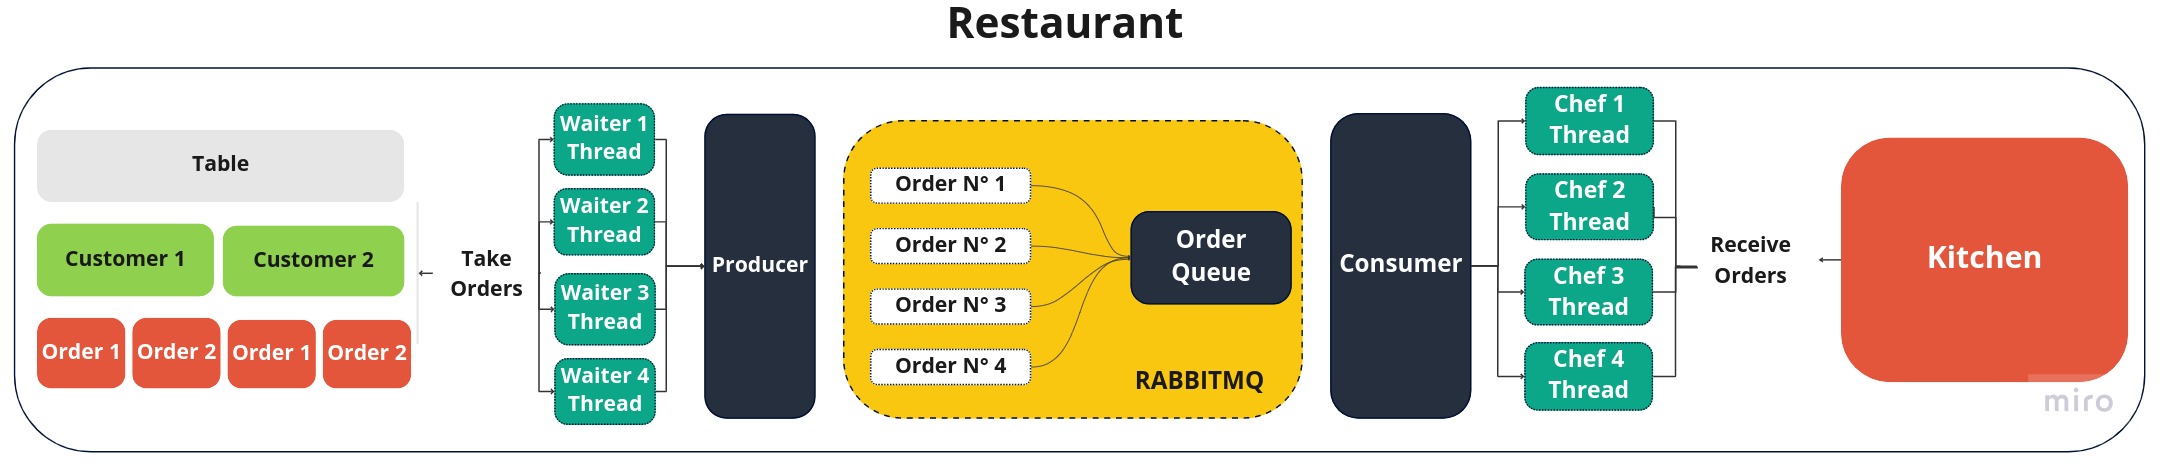 Restaurant
Table
Customer 1
Customer 2
Order 1
Order 2
Order 1
Order 2
Take
Orders
Waiter 1
Thread
Waiter 2
Thread
Waiter 3
Thread
Waiter 4
Thread
Producer
Order N° 1
Order N° 2
Order N° 3
Order N° 4
Order
Queue
RABBITMQ
Consumer
Chef 1
Thread
Chef 2
Thread
Chef 3
Thread
Chef 4
Thread
Receive
Orders
Kitchen
miro